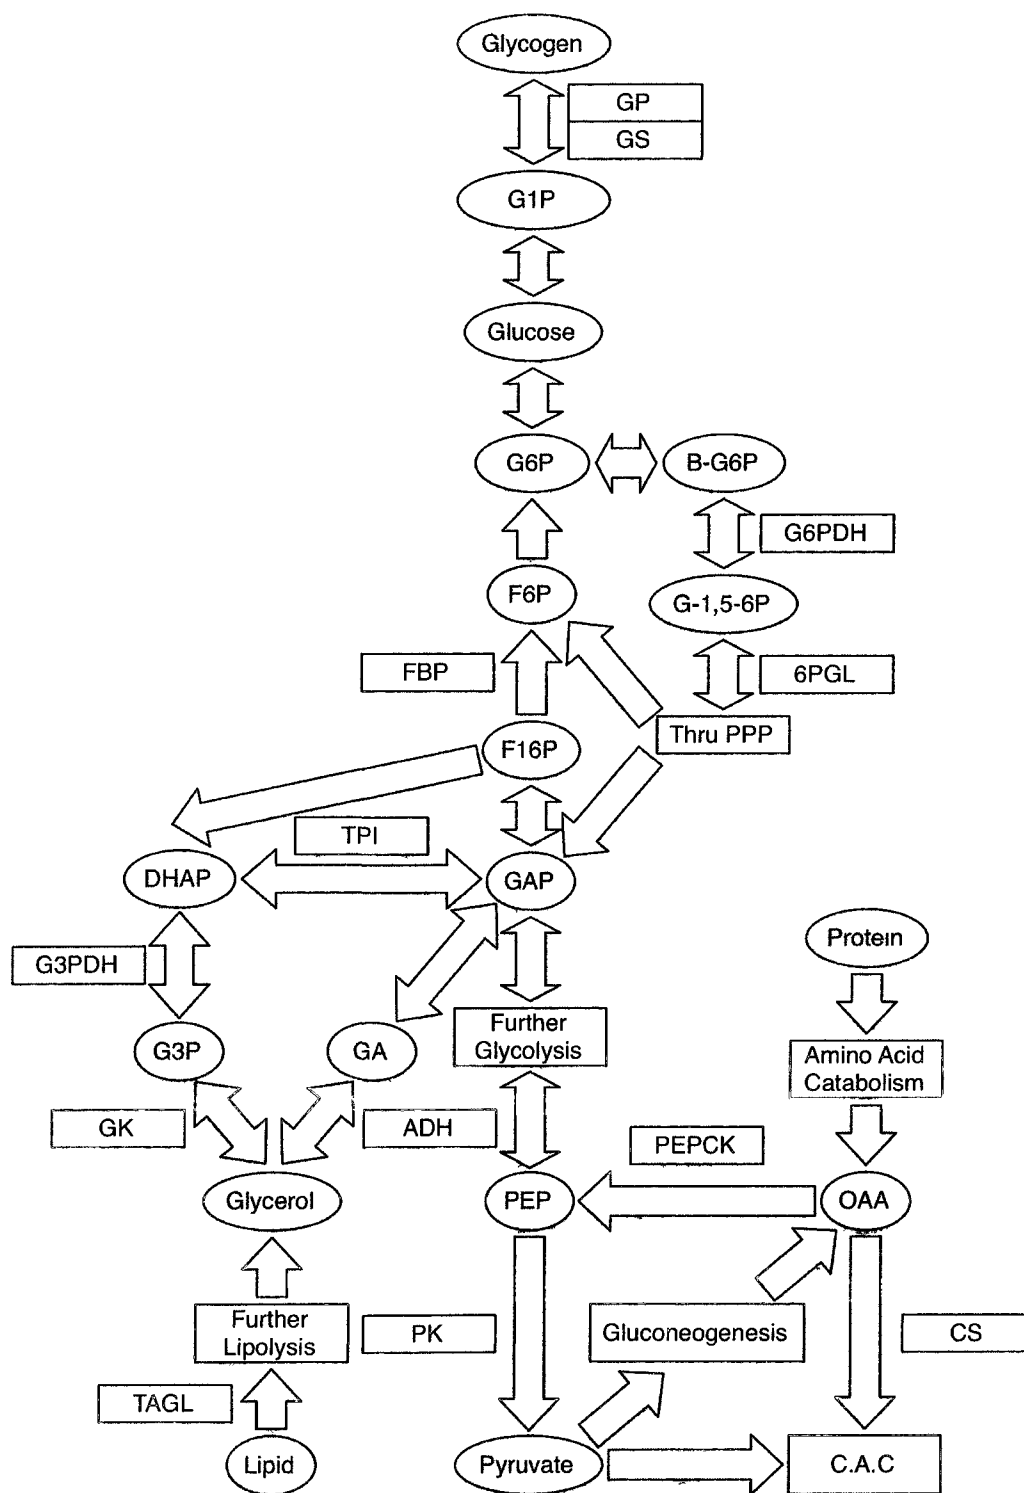 Glycogen
GP
GS
G1P
Glucose
G6P
B-G6P
G6PDH
G-1,5-6P
F6P
FBP
6PGL
Thru PPP
F16P
TPI
DHAP
GAP
Protein
G3PDH
Further
Glycolysis
G3P
GA
Amino Acid
Catabolism
GK
ADH
PEPCK
Glycerol
PEP
OAA
Further
Lipolysis
PK
Gluconeogenesis
CS
TAGL
Lipid
Pyruvate
C.A.C